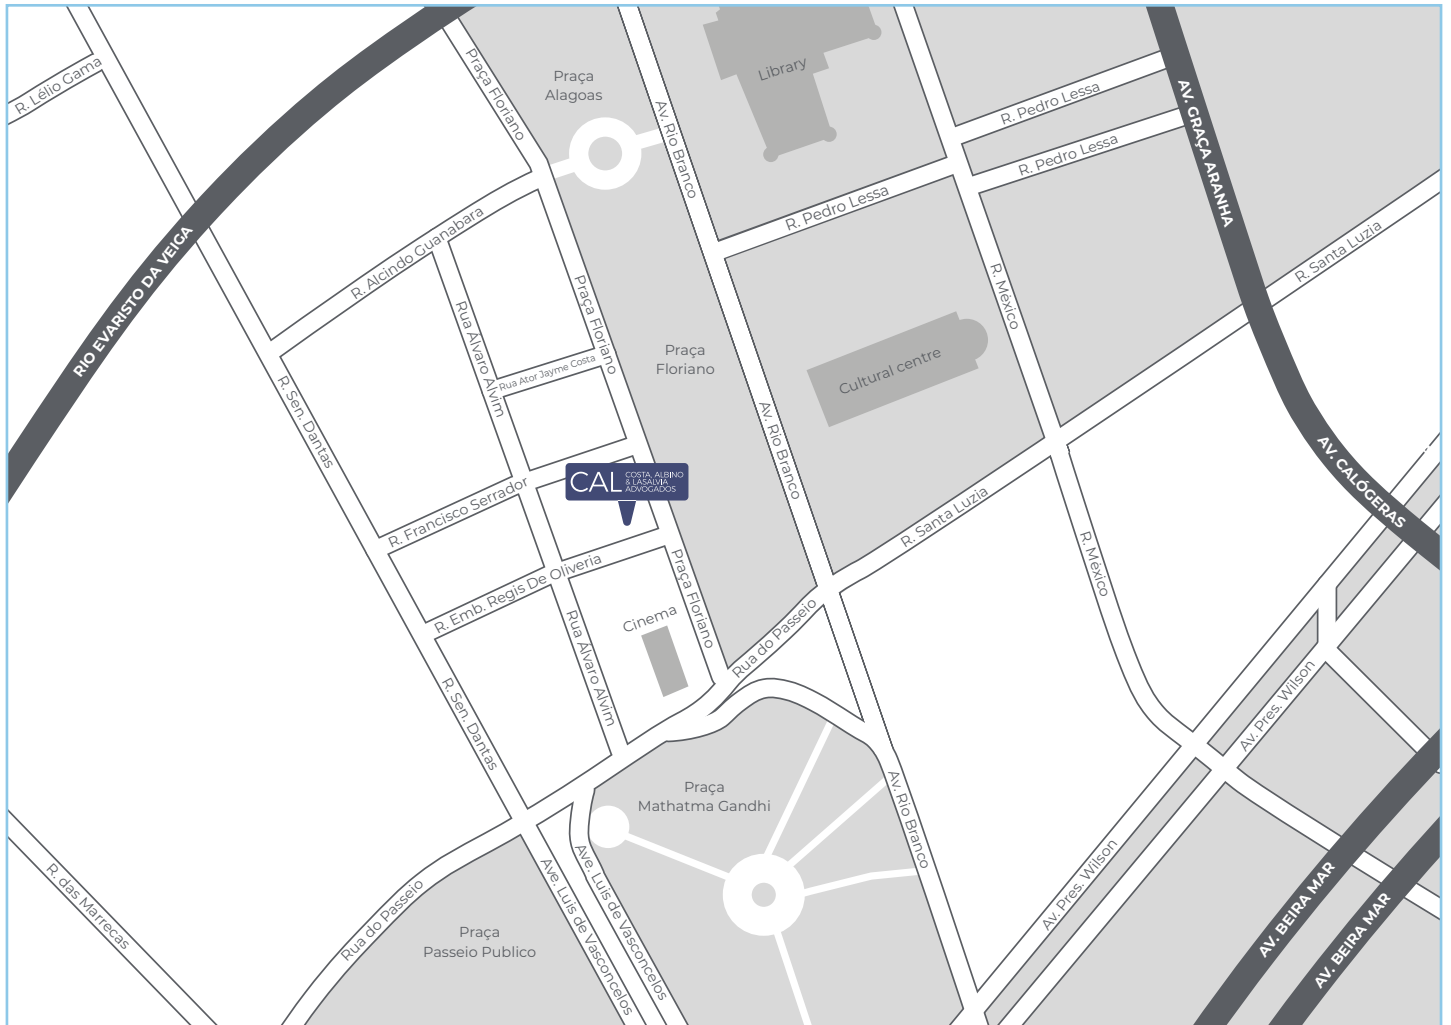 R. Lélio Gama
Praça Floriano
Praça
Alagoas
Library
Av. Rio Branco
R. Pedro Lessa
R. Pedro Lessa
R. Pedro Lessa
AV. GRAÇA ARANHA
RIO EVARISTO DA VEIGA
R. Alcindo Guanabara
R. Santa Luzia
R. México
Praça Floriano
Rua Álvaro Alvim
Rua Ator Jayme Costa
Praça
Floriano
Cultural centre
R. Sen. Dantas
Av. Rio Branco
AV. CALÓGERAS
CAL
COSTA, ALBINO
& LASALVIA
ADVOGADOS
R. Francisco Serrador
R. Santa Luzia
R. México
R. Emb. Regis De Oliveria
Praça Floriano
Cinema
Rua do Passeio
Rua Álvaro Alvim
R. Sen. Dantas
Av. Pres. Wilson
Praça
Mathatma Gandhi
Av. Rio Branco
R. das Marrecas
Rua do Passeio
Ave. Luis de Vasconcelos
Ave. Luis de Vasconcelos
Praça
Passeio Publico
Av. Pres. Wilson
AV. BEIRA MAR
AV. BEIRA MAR